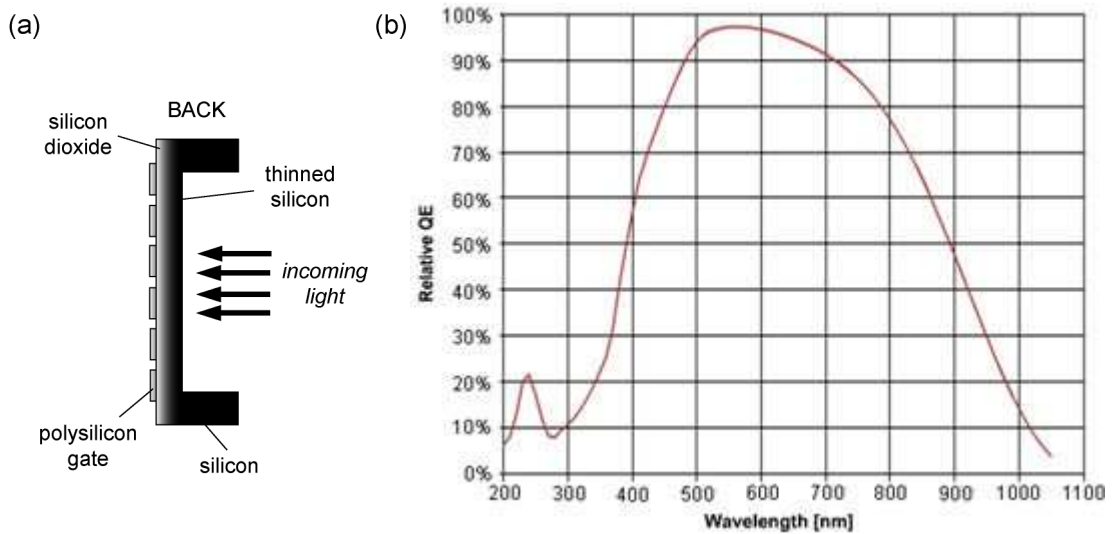 (a)
BACK
silicon
dioxide
thinned
silicon
incoming
light
polysilicon
gate
silicon
(b)
100%
90%
80%
70%
60%
50%
40%
30%
20%
10%
0%
Relative QE
200 300 400 500 600 700 800 900 1000 1100
Wavelength [nm]